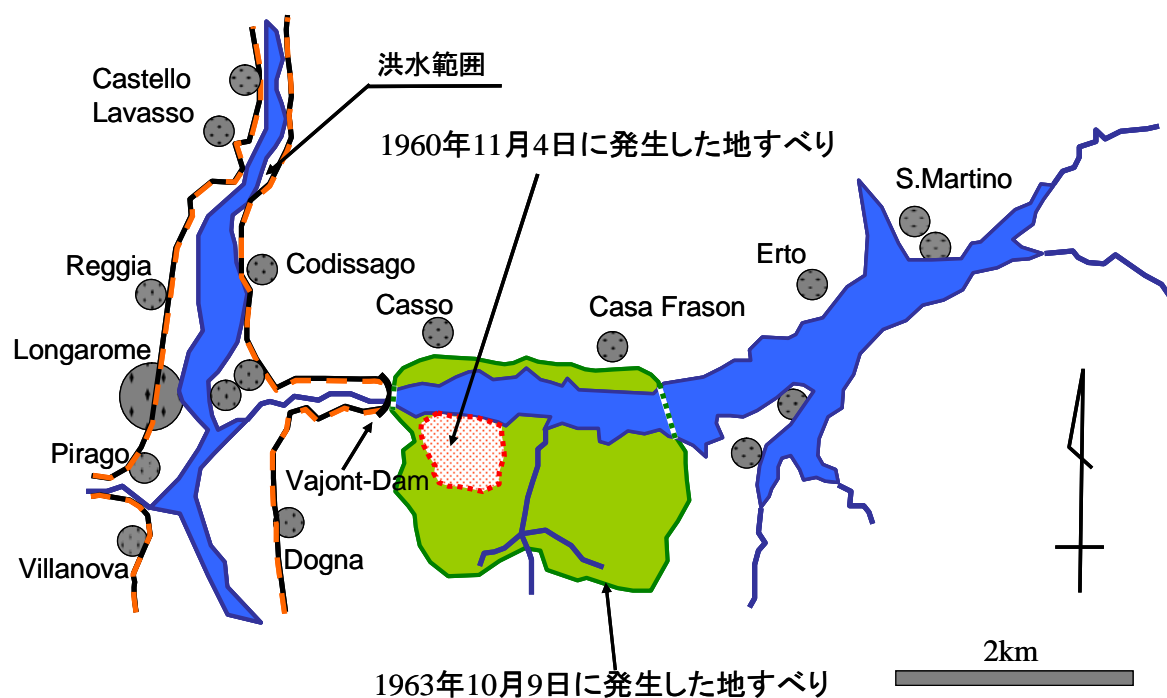 Castello
Lavasso
洪水範囲
1960年11月4日に発生した地すべり
S.Martino
Reggia
Codissago
Erto
Casso
Casa Frason
Longarome
Pirago
Vajont-Dam
Villanova
Dogna
2km
1963年10月9日に発生した地すべり